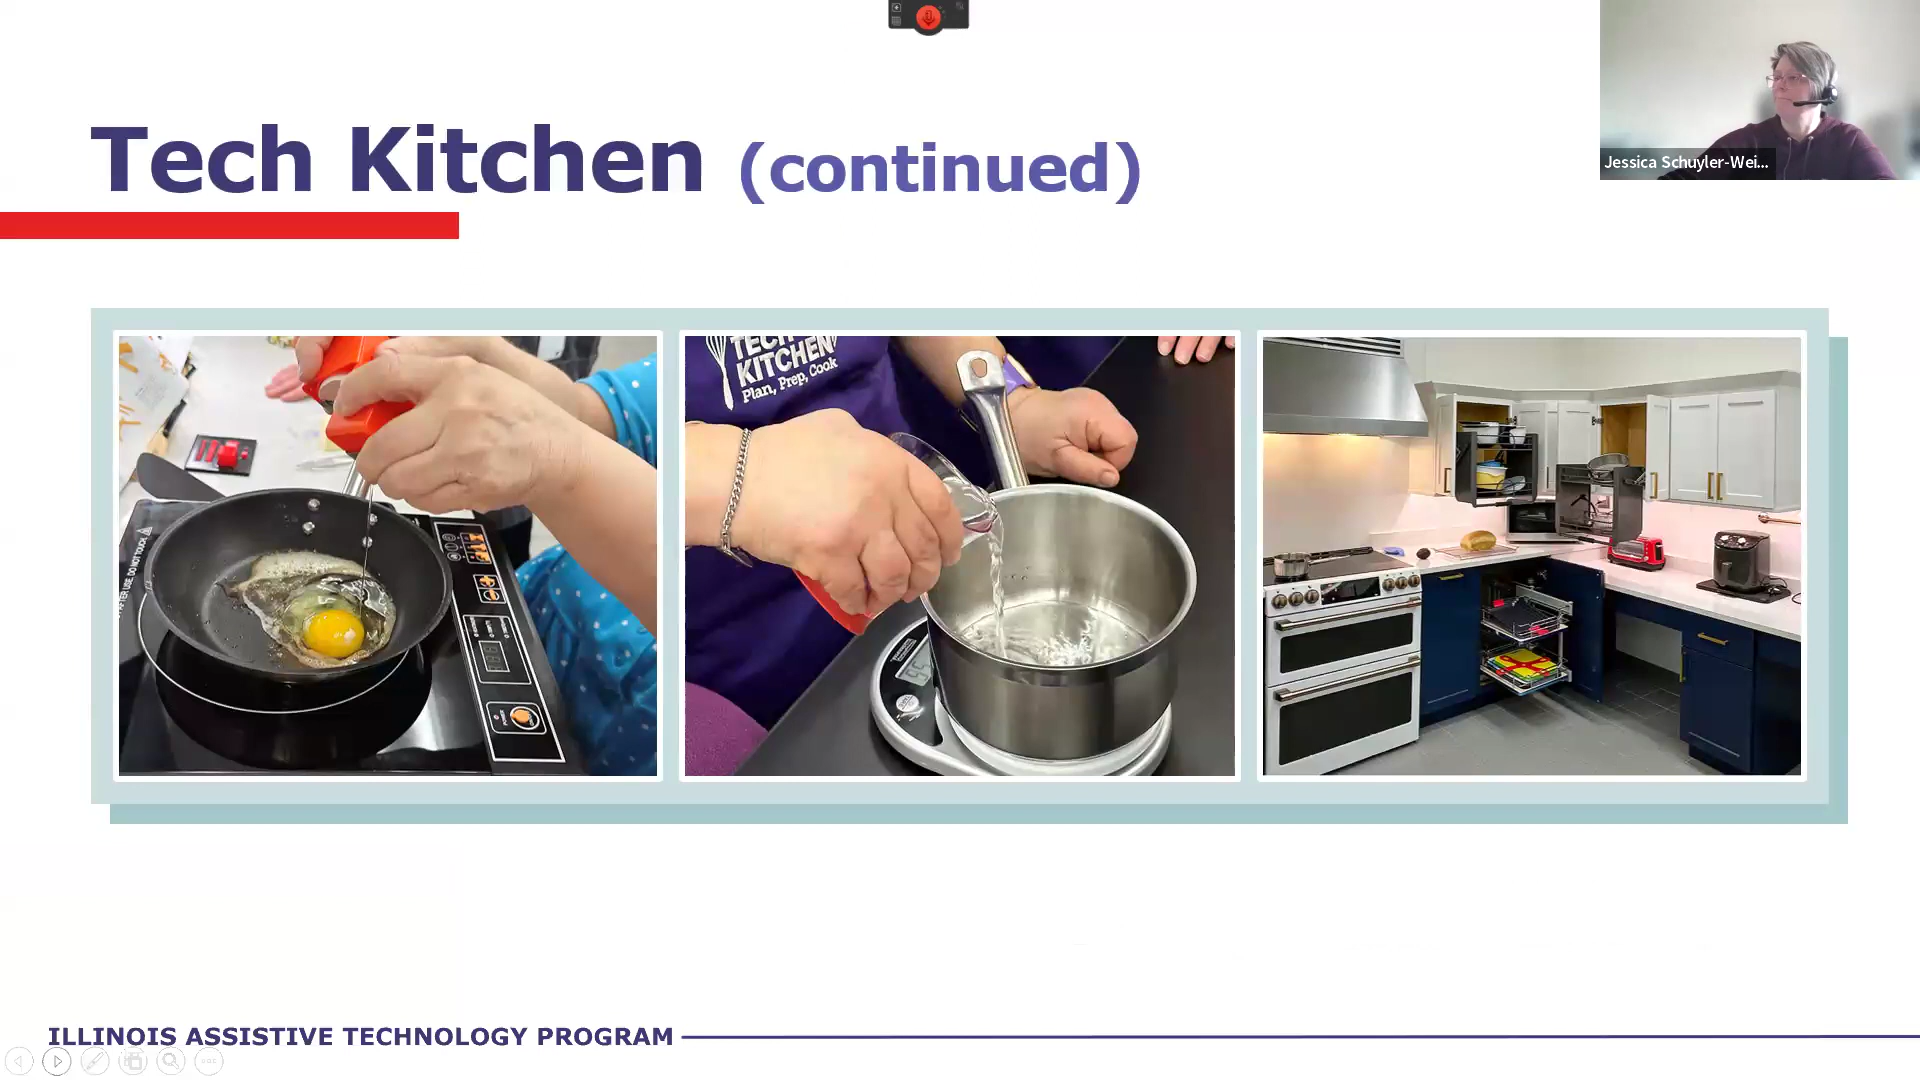 Tech Kitchen (continued)
Jessica Schuyler-Wei...
TECH
KITCHEN
Plan, Prep, Cook
ILLINOIS ASSISTIVE TECHNOLOGY PROGRAM